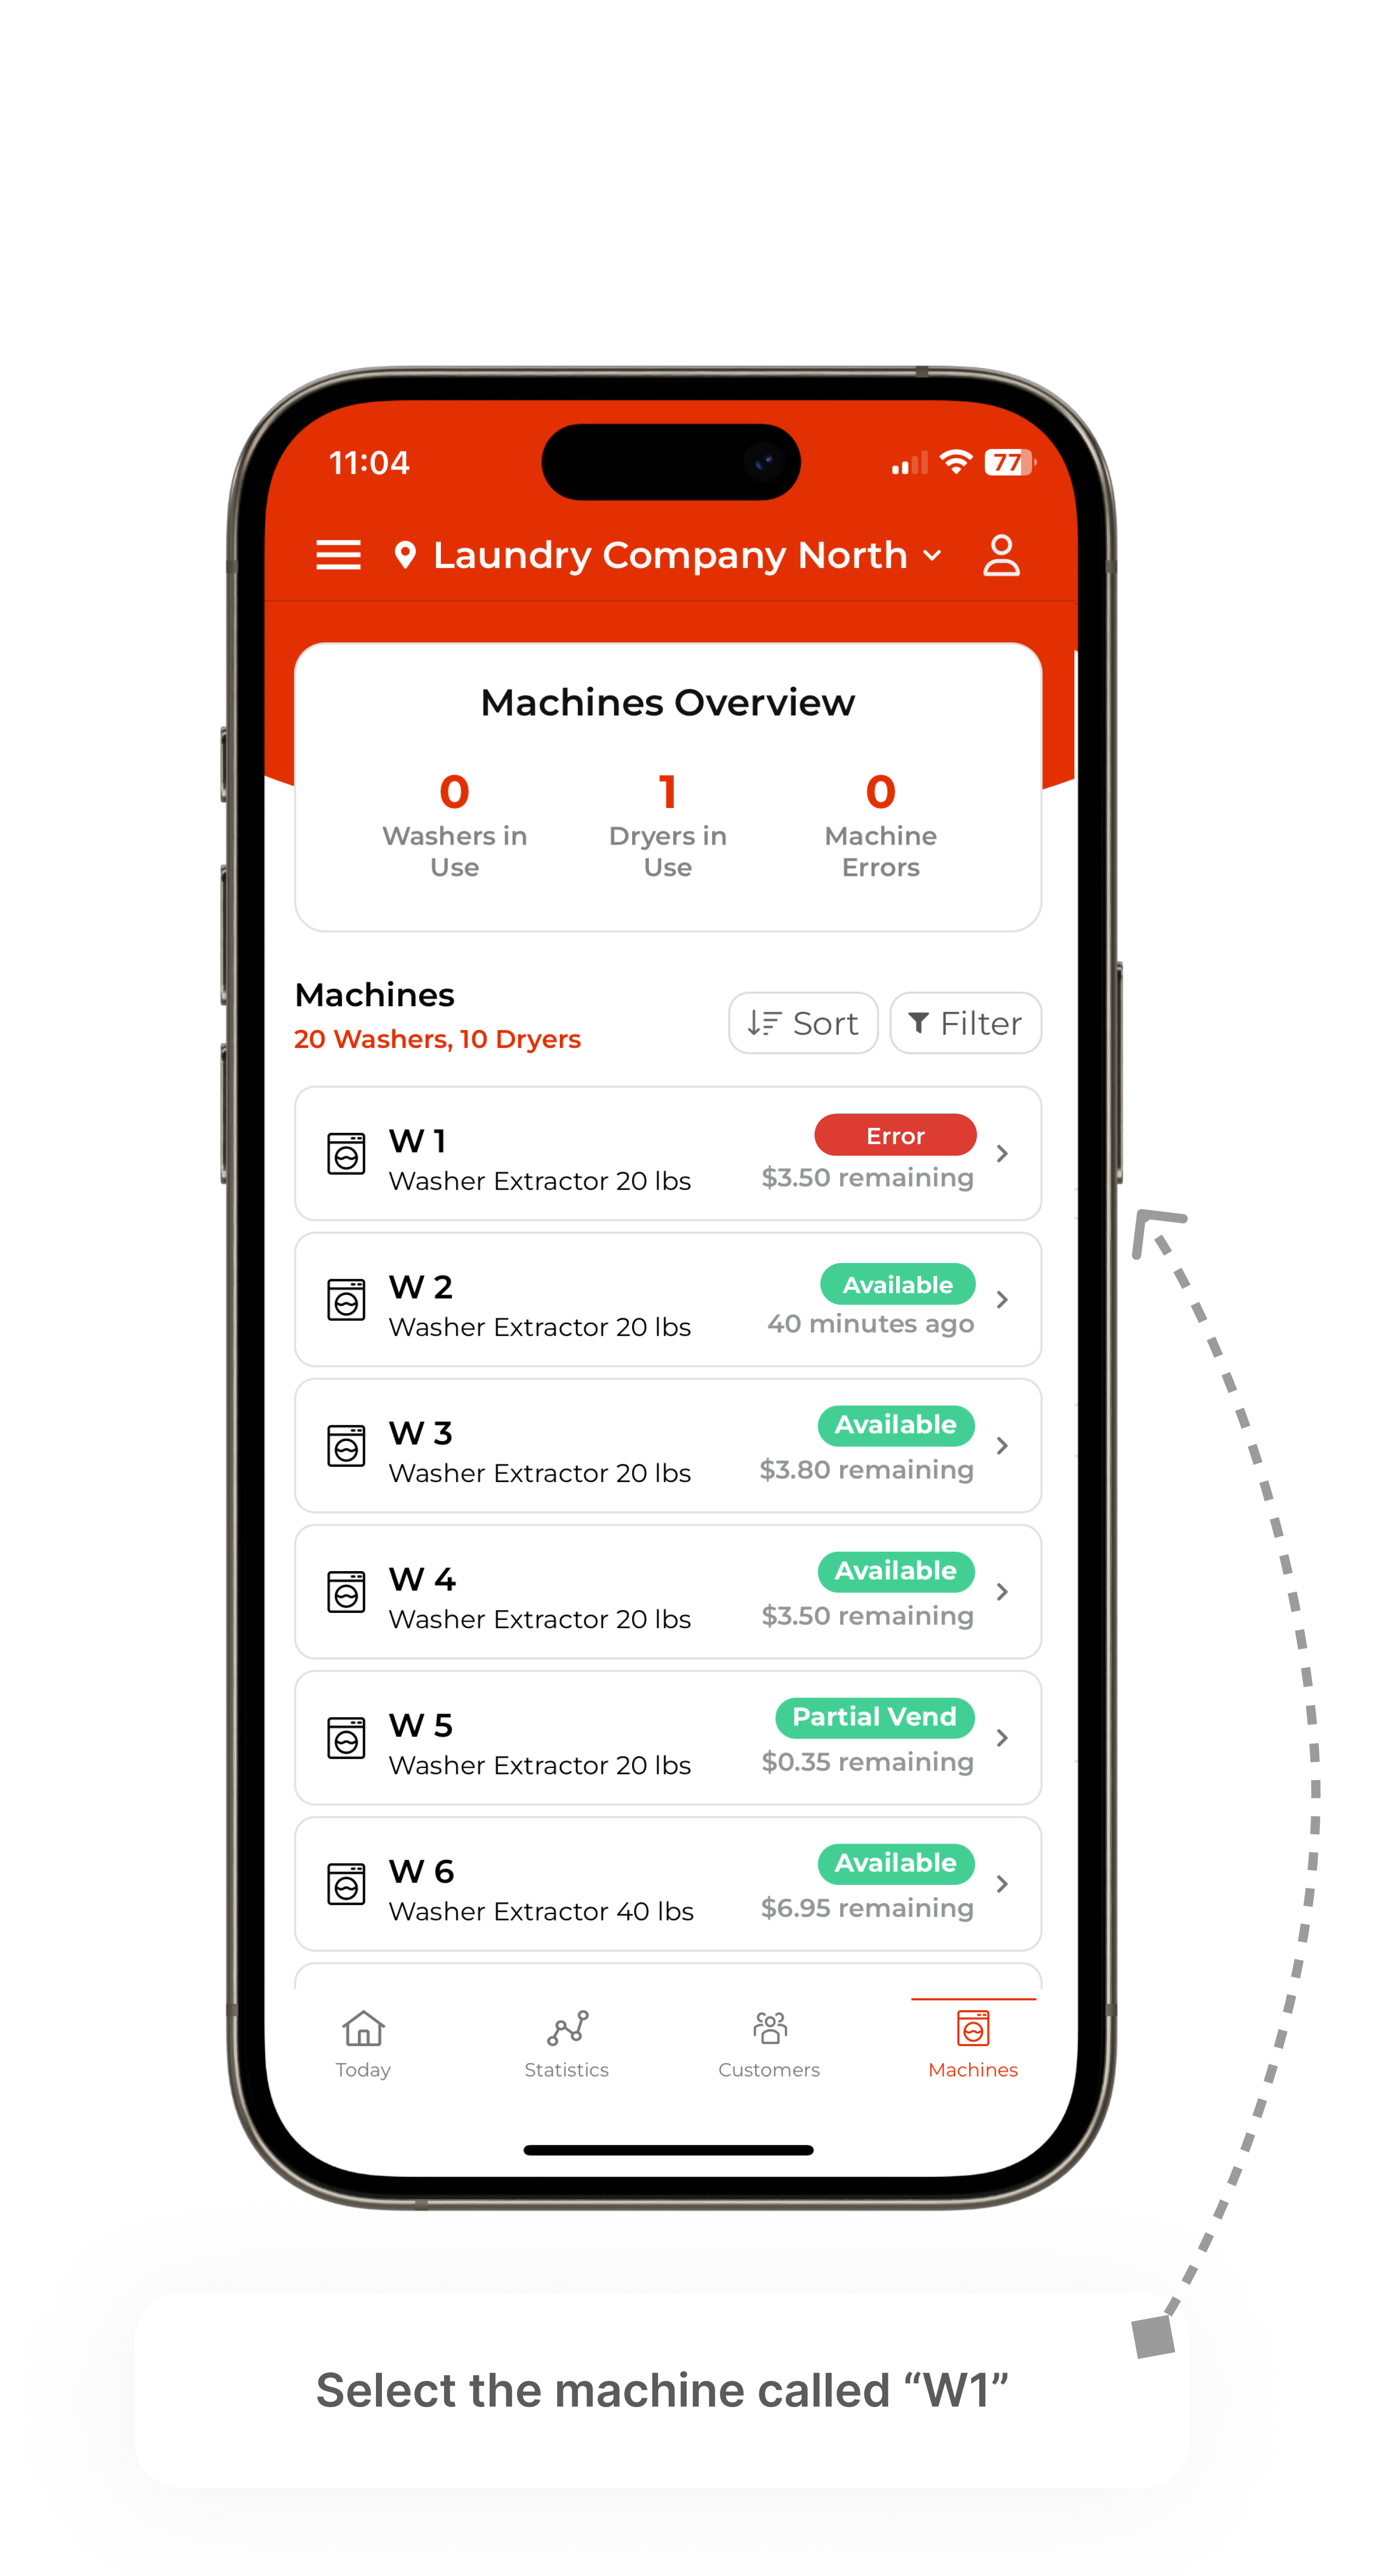 11:04
77
Laundry Company North
Machines Overview
0
Washers in
Use
1
Dryers in
Use
0
Machine
Errors
Machines
20 Washers, 10 Dryers
Sort
Filter
W 1
Washer Extractor 20 lbs
Error
$3.50 remaining
W 2
Washer Extractor 20 lbs
Available
40 minutes ago
W 3
Washer Extractor 20 lbs
Available
$3.80 remaining
W 4
Washer Extractor 20 lbs
Available
$3.50 remaining
W 5
Washer Extractor 20 lbs
Partial Vend
$0.35 remaining
W 6
Washer Extractor 40 lbs
Available
$6.95 remaining
Today
Statistics
Customers
Machines
Select the machine called “W1”